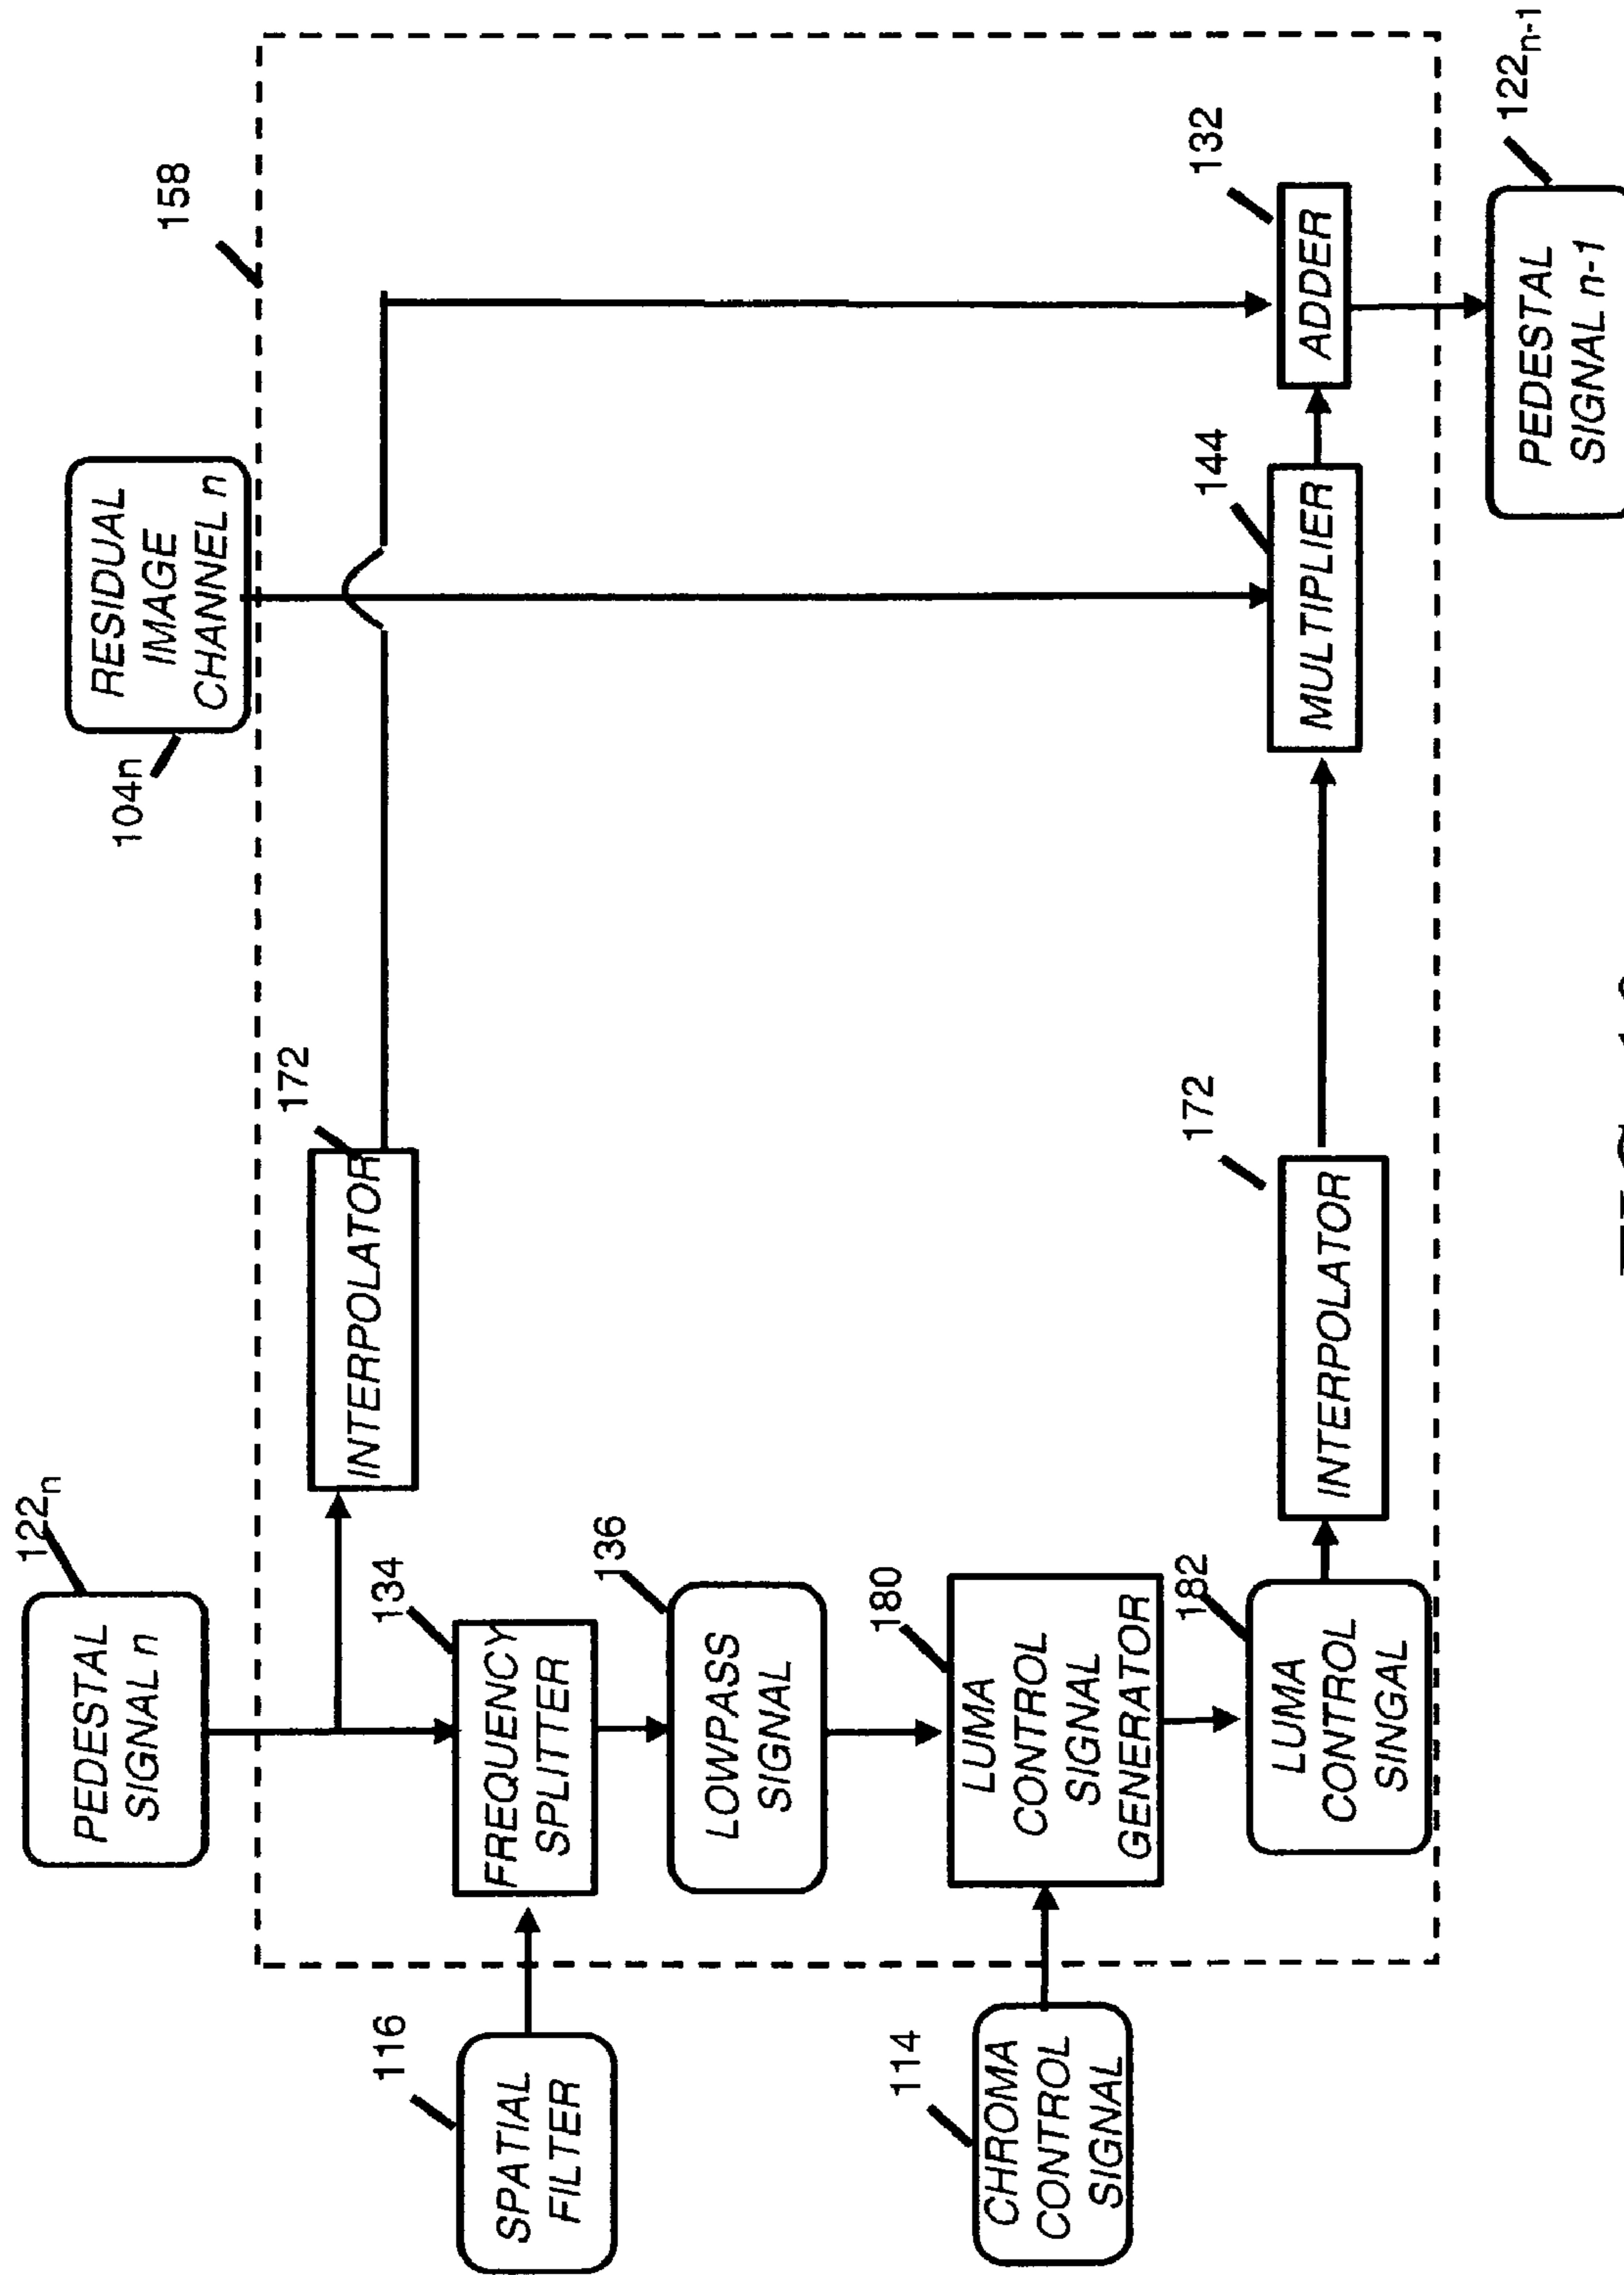 122n
PEDESTAL
SIGNAL n
104n
RESIDUAL
IMAGE
CHANNEL n
158
172
INTERPOLATOR
116
SPATIAL
FILTER
134
FREQUENCY
SPLITTER
136
LOWPASS
SIGNAL
114
CHROMA
CONTROL
SIGNAL
180
LUMA
CONTROL
SIGNAL
GENERATOR
182
LUMA
CONTROL
SINGAL
172
INTERPOLATOR
144
MULTIPLIER
132
ADDER
122n-1
PEDESTAL
SIGNAL n-1